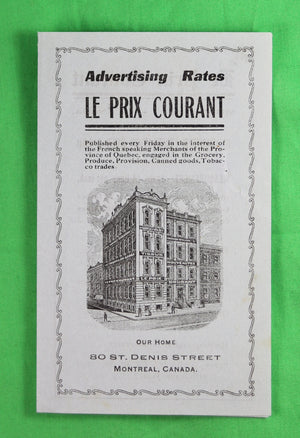 Advertising Rates
LE PRIX COURANT
Published every Friday in the interest of
the French speaking Merchants of the Pro-
vince of Quebec, engaged in the Grocery,
Produce, Provision, Canned goods, Tobac-
co trades.
OUR HOME
80 ST. DENIS STREET
MONTREAL, CANADA.